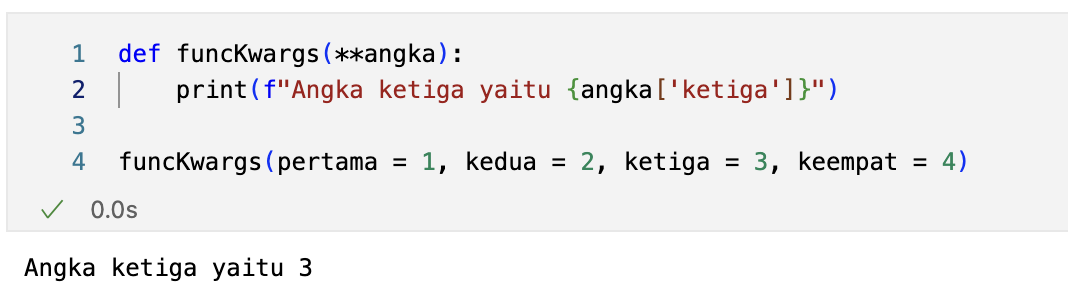 1 def funcKwargs(**angka):
2     print(f"Angka ketiga yaitu {angka['ketiga']}")
3
4 funcKwargs(pertama = 1, kedua = 2, ketiga = 3, keempat = 4)
✓ 0.0s
Angka ketiga yaitu 3